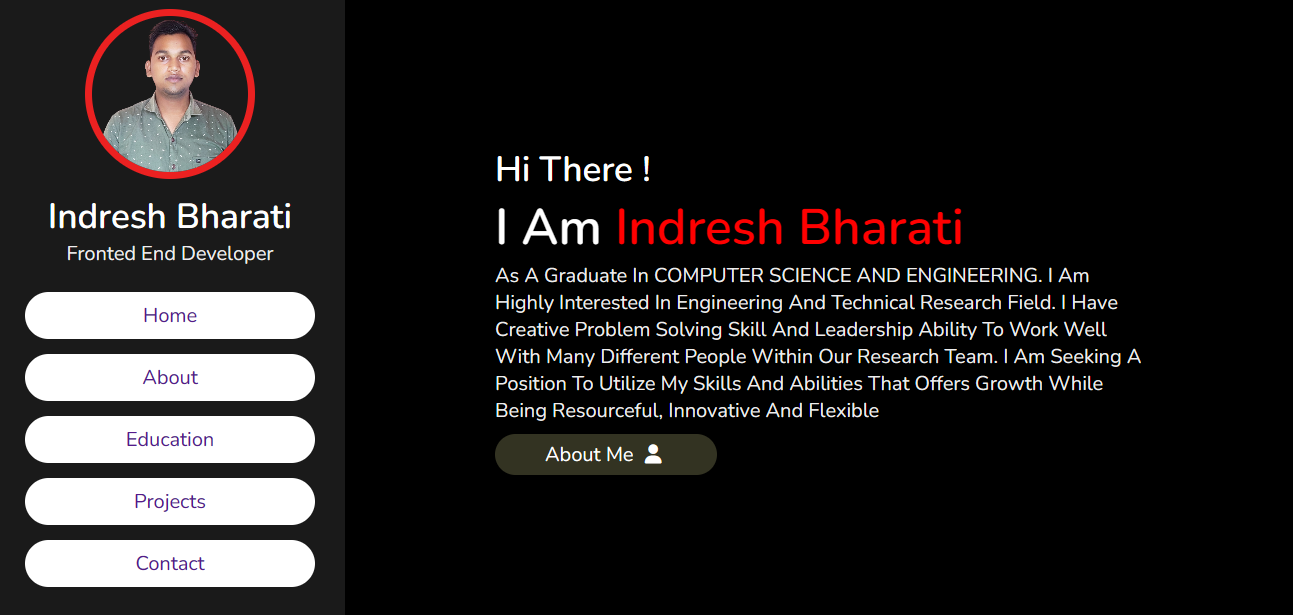 Indresh Bharati
Fronted End Developer
Home
About
Education
Projects
Contact
Hi There !
I Am Indresh Bharati
As A Graduate In COMPUTER SCIENCE AND ENGINEERING. I Am
Highly Interested In Engineering And Technical Research Field. I Have
Creative Problem Solving Skill And Leadership Ability To Work Well
With Many Different People Within Our Research Team. I Am Seeking A
Position To Utilize My Skills And Abilities That Offers Growth While
Being Resourceful, Innovative And Flexible
About Me